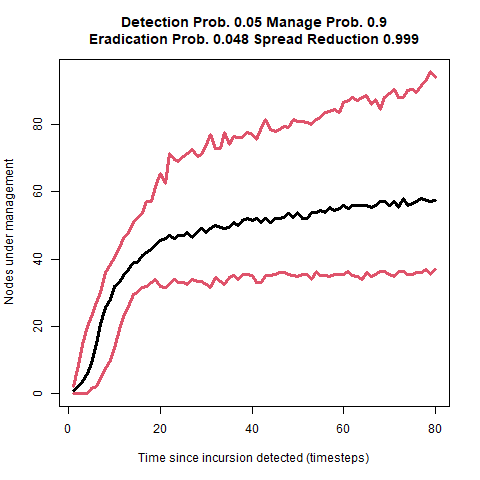 Detection Prob. 0.05 Manage Prob. 0.9
Eradication Prob. 0.048 Spread Reduction 0.999
Nodes under management
80
60
40
20
0
0 20 40 60 80
Time since incursion detected (timesteps)